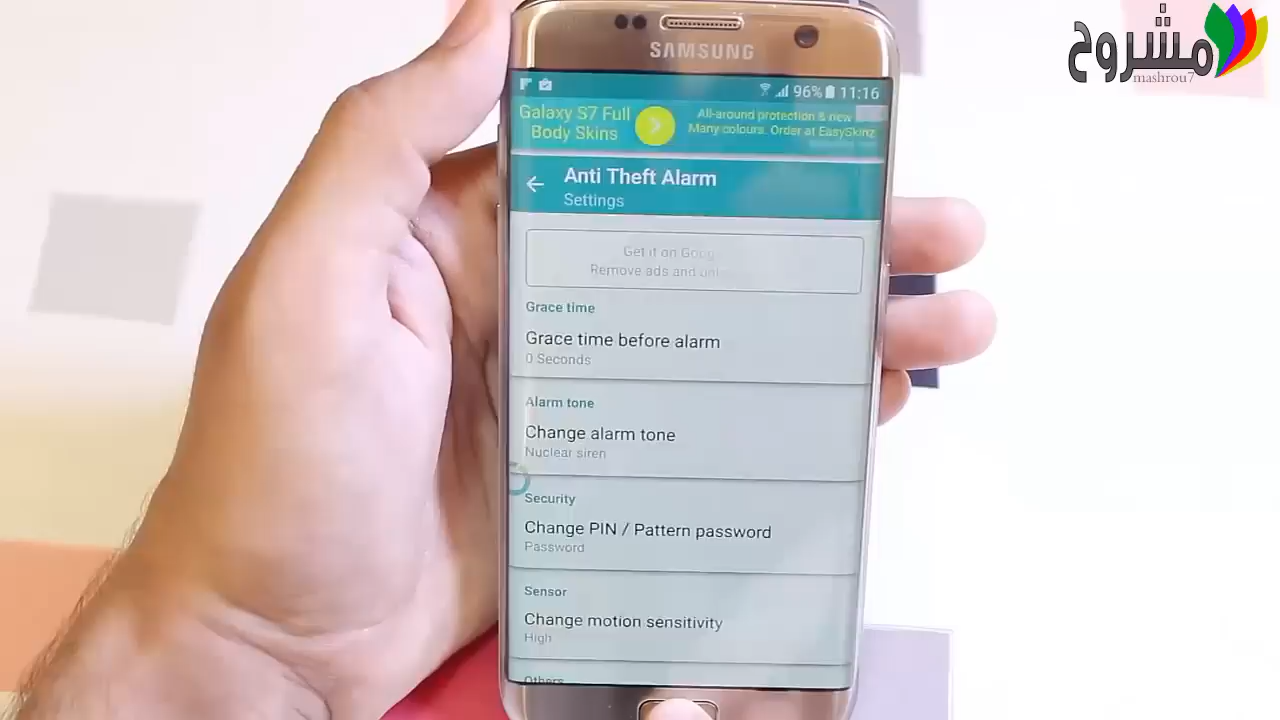 مشروح
mashrou7
SAMSUNG
96% 11:16
Galaxy S7 Full
Body Skins
All-around protection & new
Many colours. Order at EasySkinz
Anti Theft Alarm
Settings
Get it on
Remove ads and
Grace time
Grace time before alarm
0 Seconds
Alarm tone
Change alarm tone
Nuclear siren
Security
Change PIN / Pattern password
Password
Sensor
Change motion sensitivity
High
Others